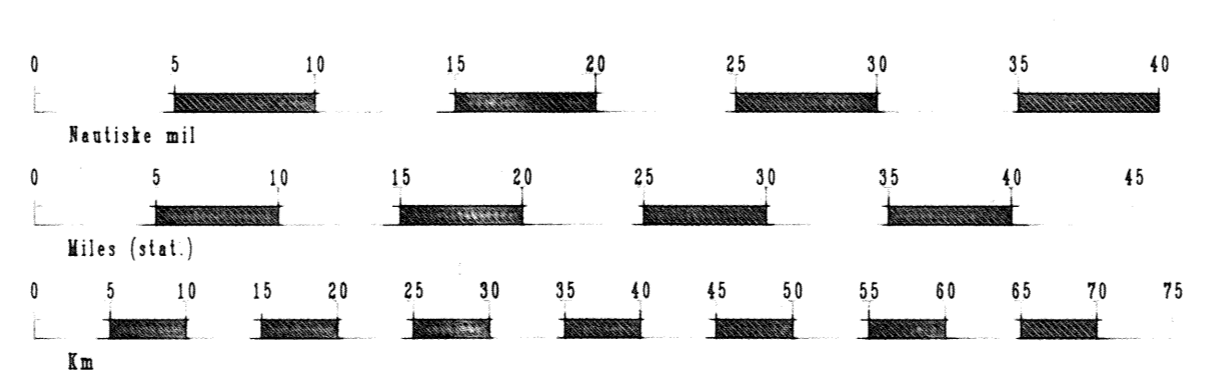 0 5 10 15 20 25 30 35 40
Nautiske mil
0 5 10 15 20 25 30 35 40 45
Miles (stat.)
0 5 10 15 20 25 30 35 40 45 50 55 60 65 70 75
Km